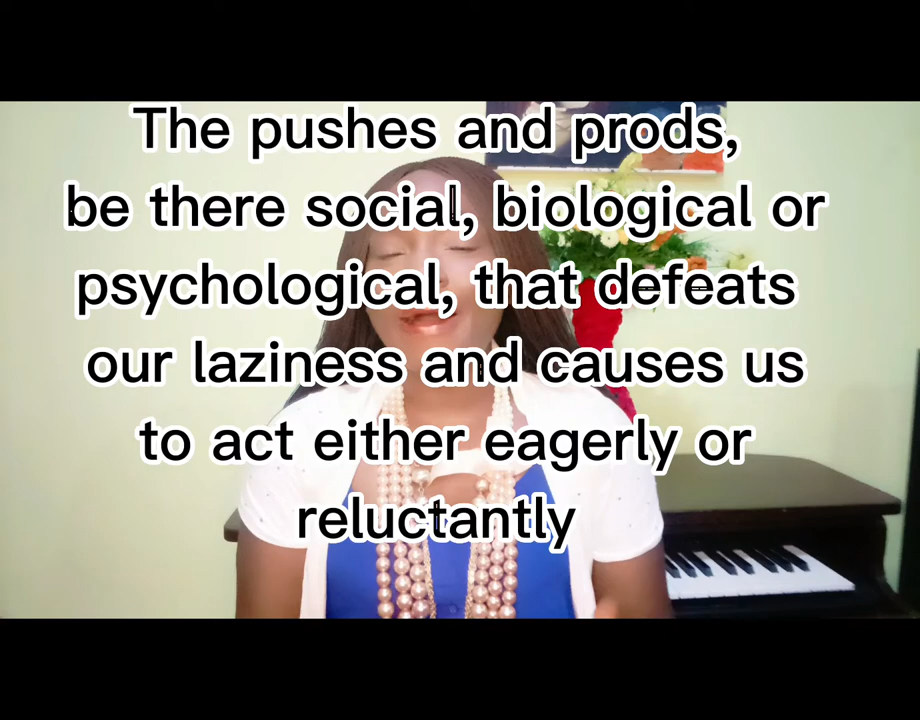 The pushes and prods,
be there social, biological or
psychological, that defeats
our laziness and causes us
to act either eagerly or
reluctantly